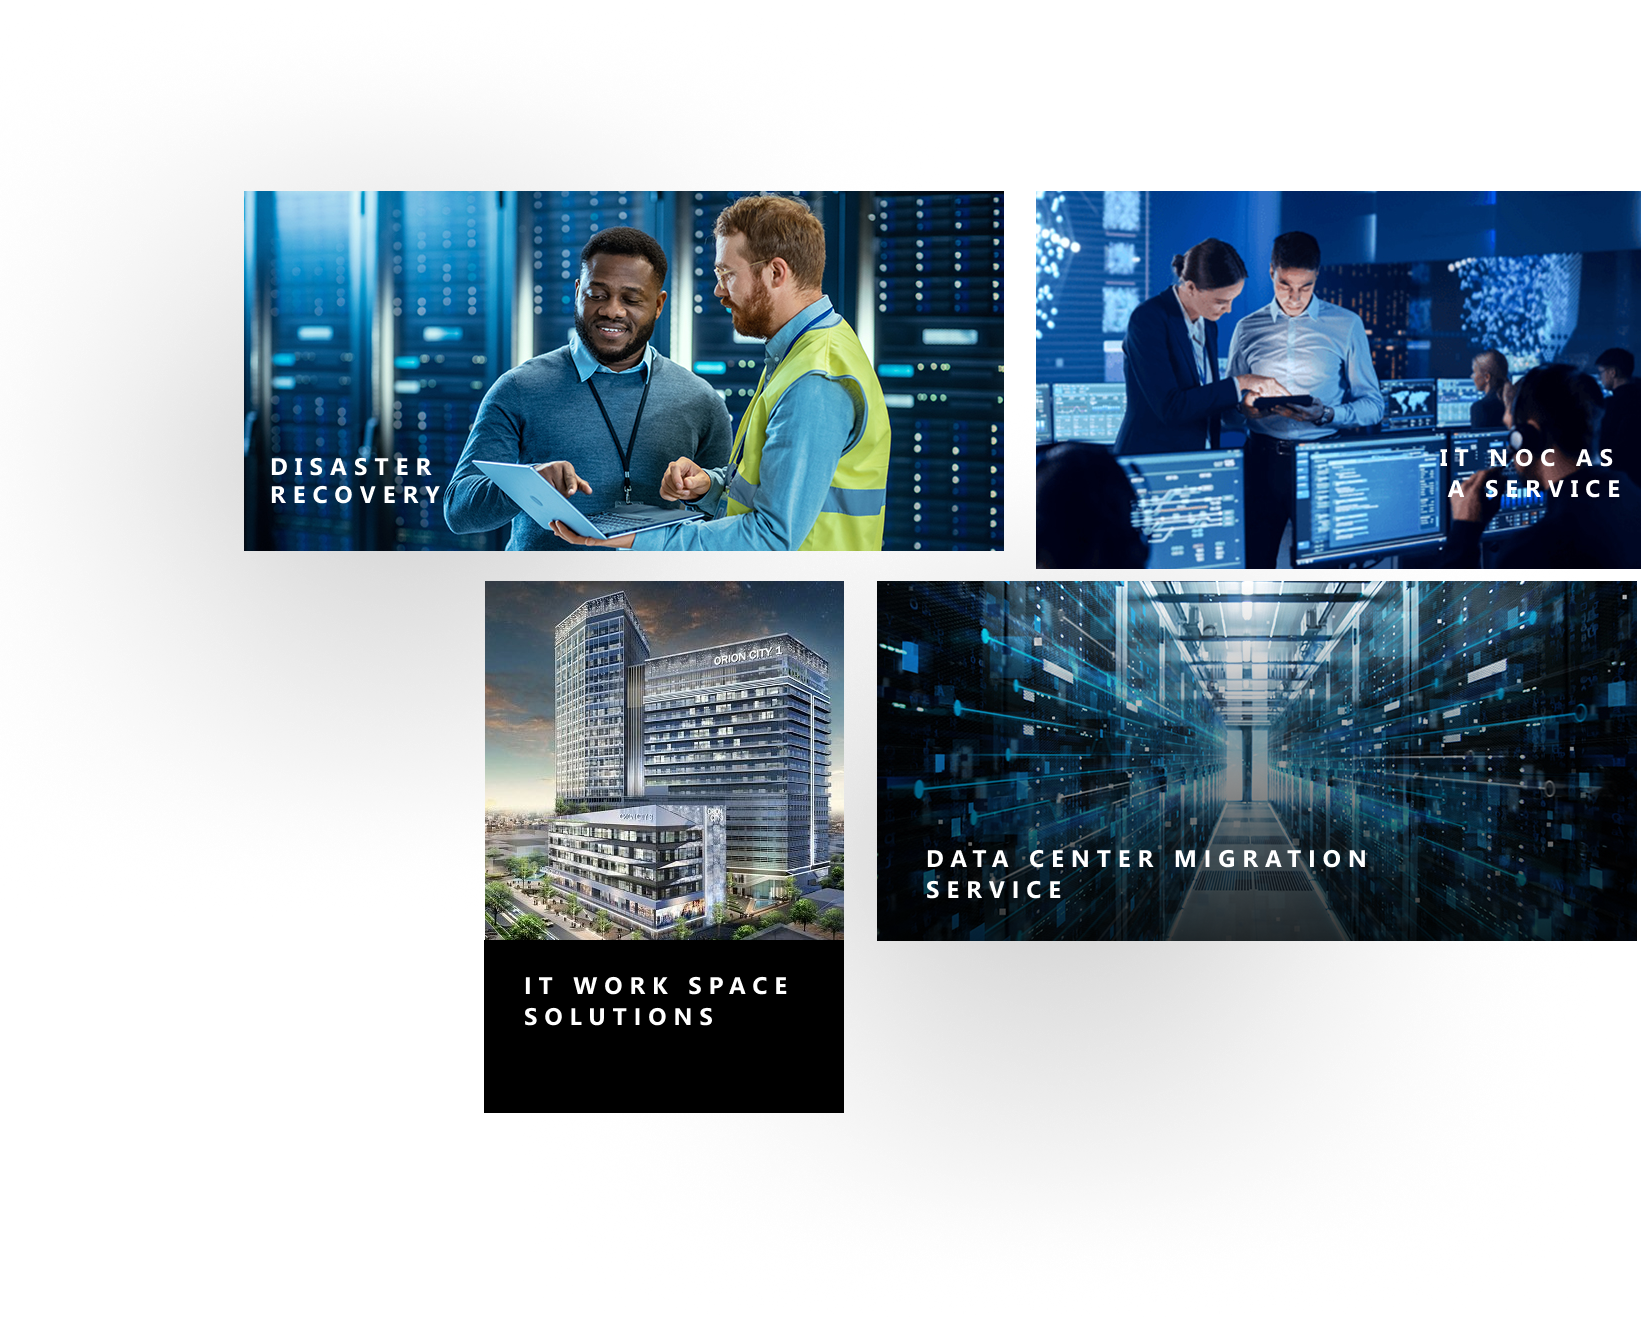 DISASTER
RECOVERY
IT NOC AS
A SERVICE
ORION CITY 1
DATA CENTER MIGRATION
SERVICE
IT WORK SPACE
SOLUTIONS